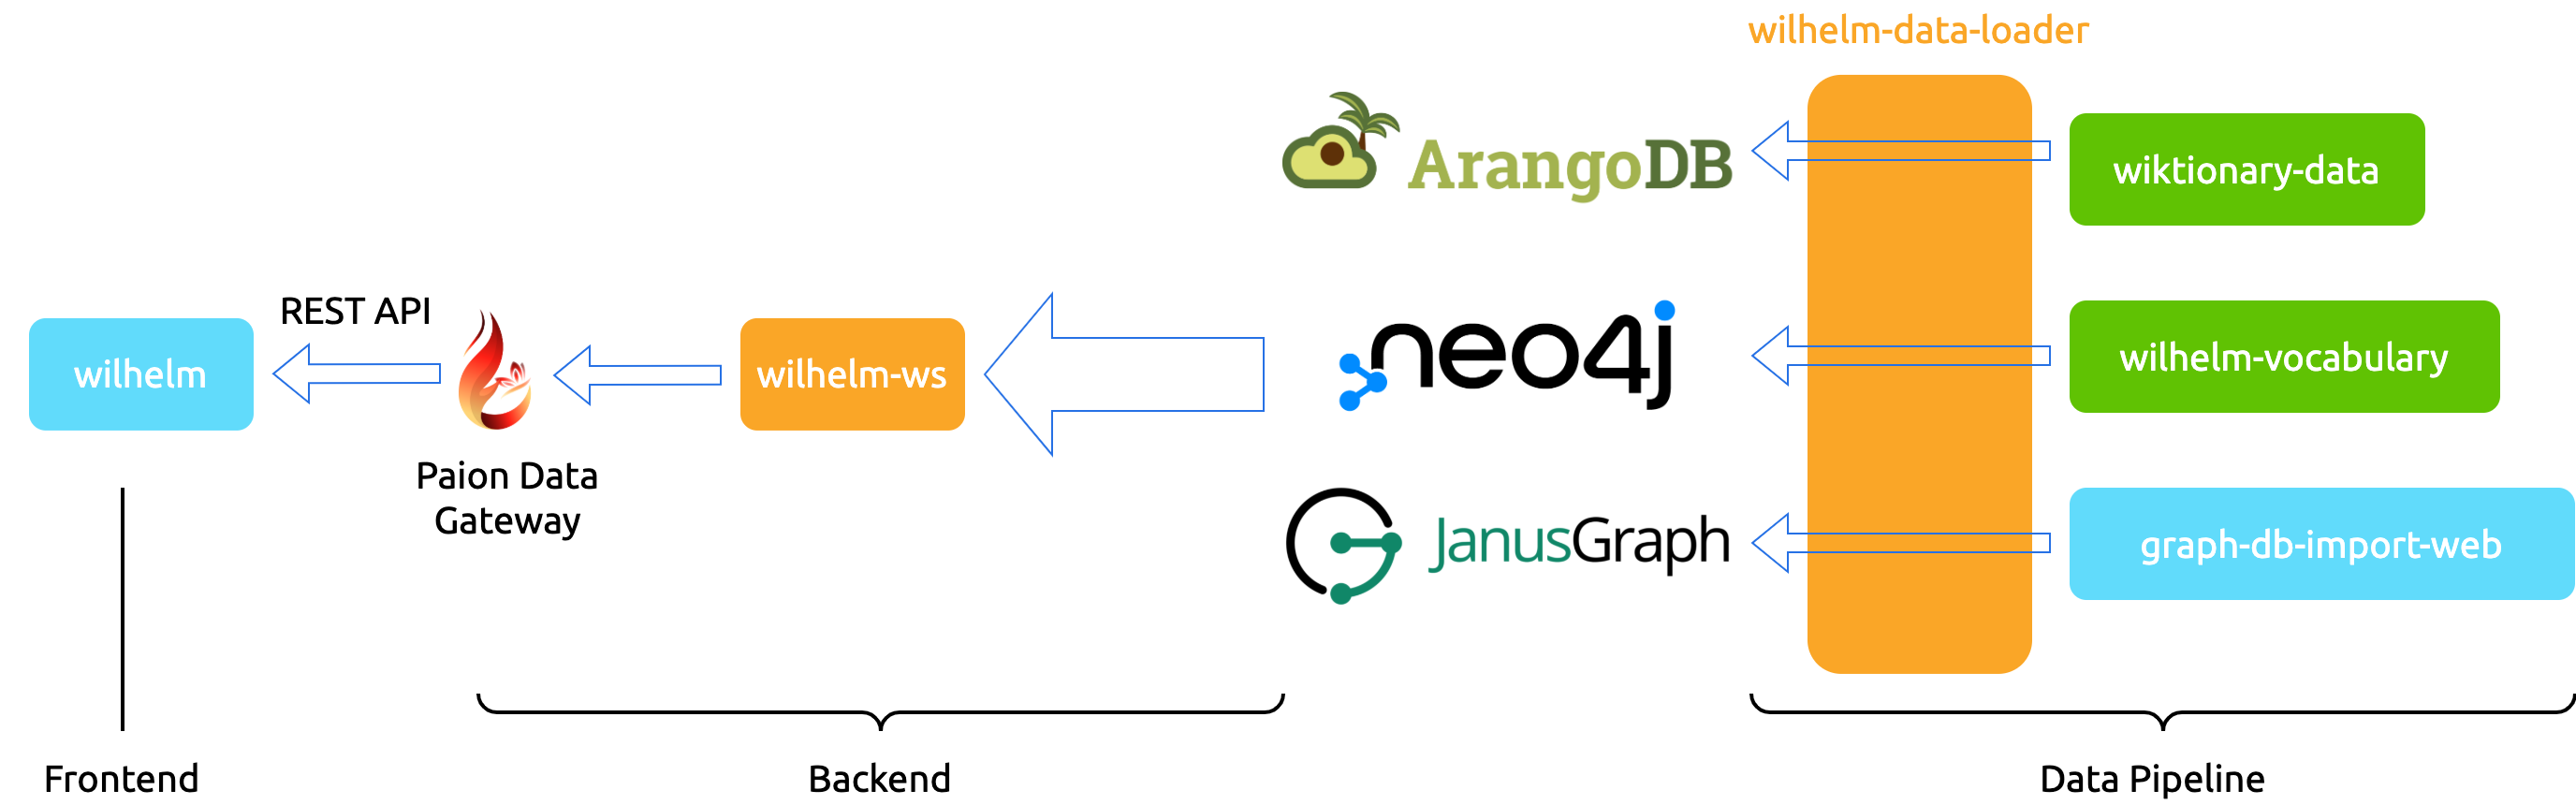 wilhelm-data-loader
ArangoDB
wiktionary-data
REST API
wilhelm
wilhelm-ws
neo4j
wilhelm-vocabulary
Paion Data
Gateway
JanusGraph
graph-db-import-web
Frontend
Backend
Data Pipeline